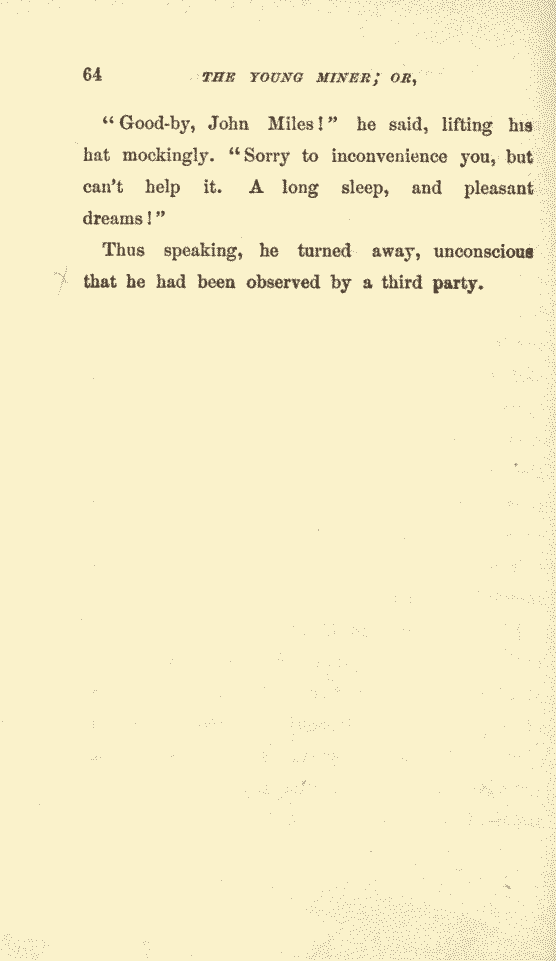 64 THE YOUNG MINER; OR,
“Good-by, John Miles!” he said, lifting his
hat mockingly. “Sorry to inconvenience you, but
can't help it. A long sleep, and pleasant
dreams!”
Thus speaking, he turned away, unconscious
that he had been observed by a third party.